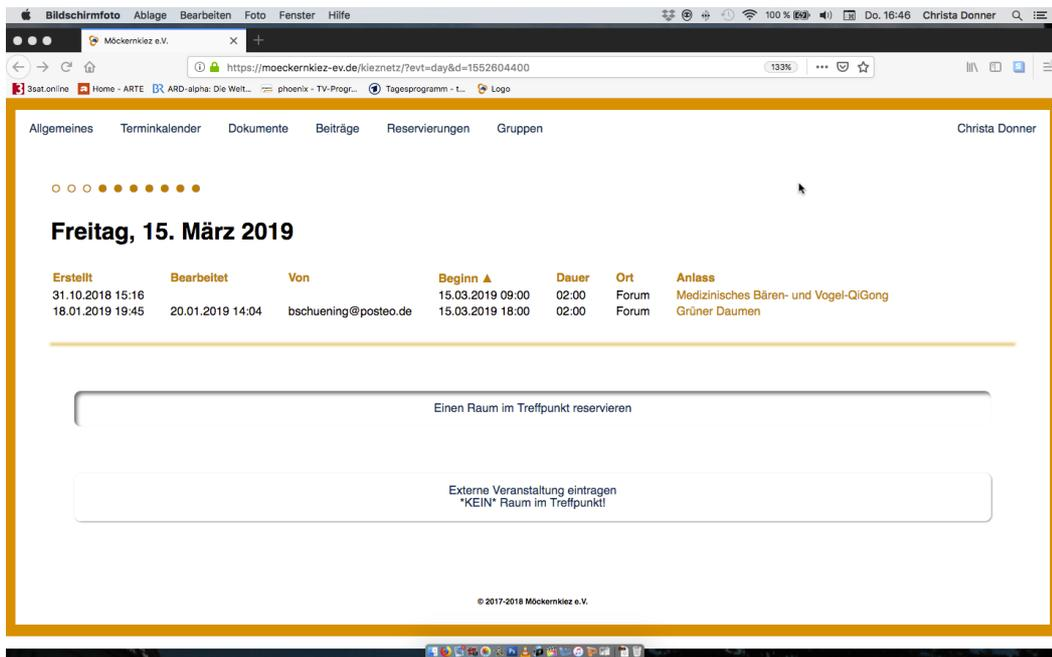 Bildschirmfoto Ablage Bearbeiten Foto Fenster Hilfe 100 % Do. 16:46 Christa Donner
Möckernkiez e.V.
https://moeckernkiez-ev.de/kieznetz/?evt=day&d=1552604400 133%
3sat.online Home - ARTE ARD-alpha: Die Welt... phoenix - TV-Progr... Tagesprogramm - t... Logo
Allgemeines Terminkalender Dokumente Beiträge Reservierungen Gruppen Christa Donner
Freitag, 15. März 2019
Erstellt Bearbeitet Von Beginn ▲ Dauer Ort Anlass
31.10.2018 15:16 15.03.2019 09:00 02:00 Forum Medizinisches Bären- und Vogel-QiGong
18.01.2019 19:45 20.01.2019 14:04 bschuening@posteo.de 15.03.2019 18:00 02:00 Forum Grüner Daumen
Einen Raum im Treffpunkt reservieren
Externe Veranstaltung eintragen
*KEIN* Raum im Treffpunkt!
© 2017-2018 Möckernkiez e.V.